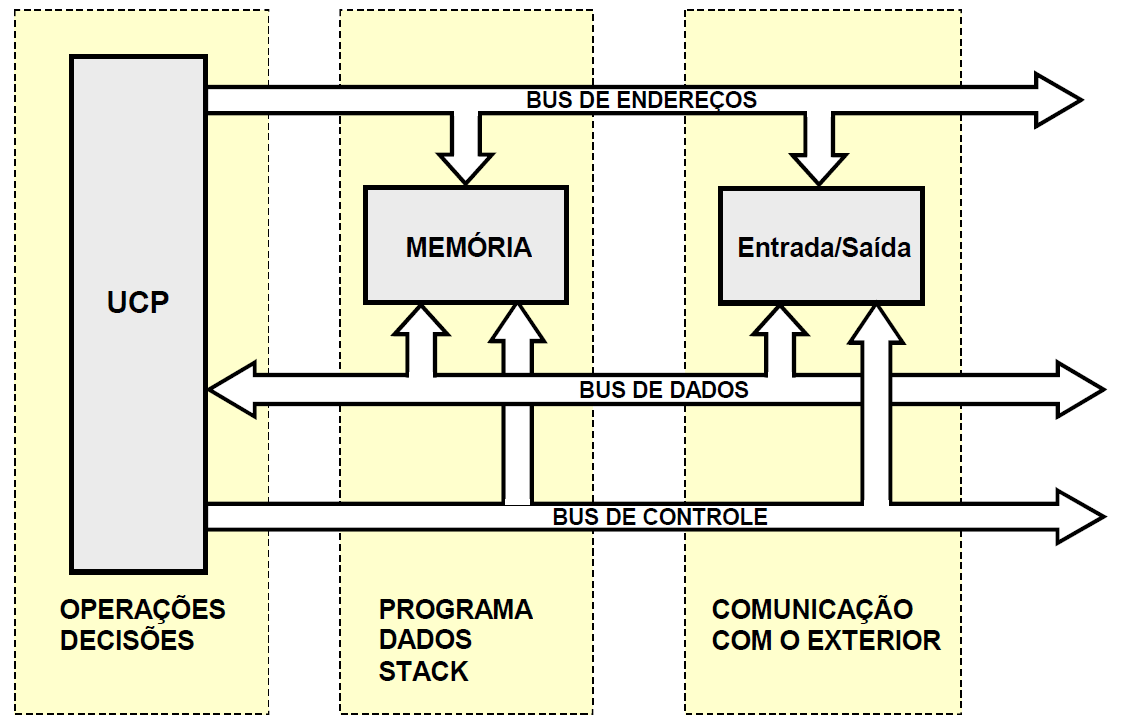 BUS DE ENDEREÇOS
UCP
MEMÓRIA
Entrada/Saída
BUS DE DADOS
BUS DE CONTROLE
OPERAÇÕES
DECISÕES
PROGRAMA
DADOS
STACK
COMUNICAÇÃO
COM O EXTERIOR